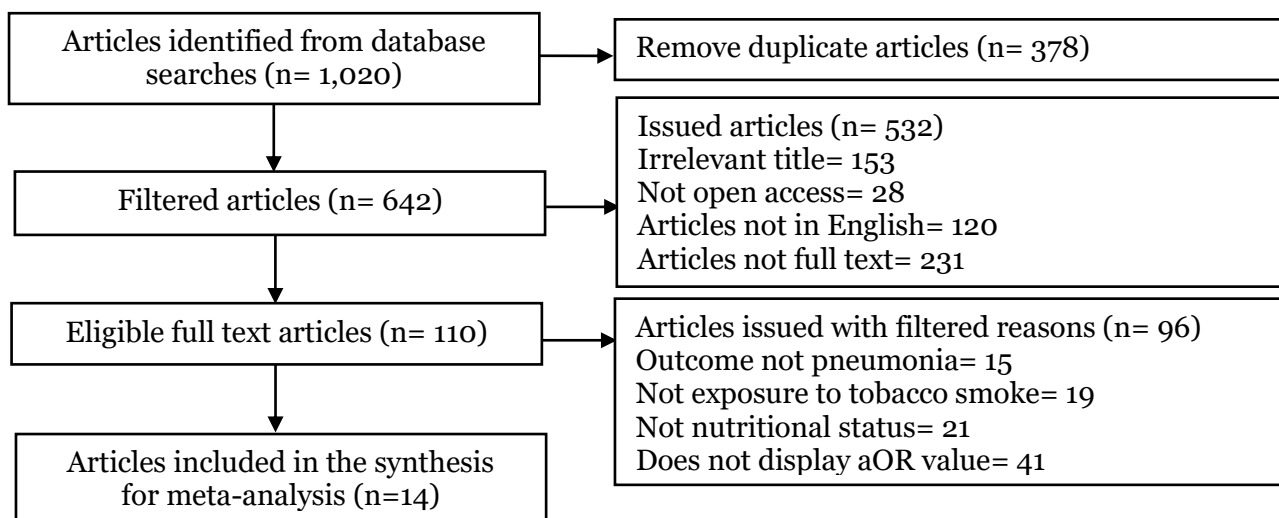 Articles identified from database
searches (n= 1,020)
Remove duplicate articles (n= 378)
Filtered articles (n= 642)
Issued articles (n= 532)
Irrelevant title= 153
Not open access= 28
Articles not in English= 120
Articles not full text= 231
Eligible full text articles (n= 110)
Articles issued with filtered reasons (n= 96)
Outcome not pneumonia= 15
Not exposure to tobacco smoke= 19
Not nutritional status= 21
Does not display aOR value= 41
Articles included in the synthesis
for meta-analysis (n=14)